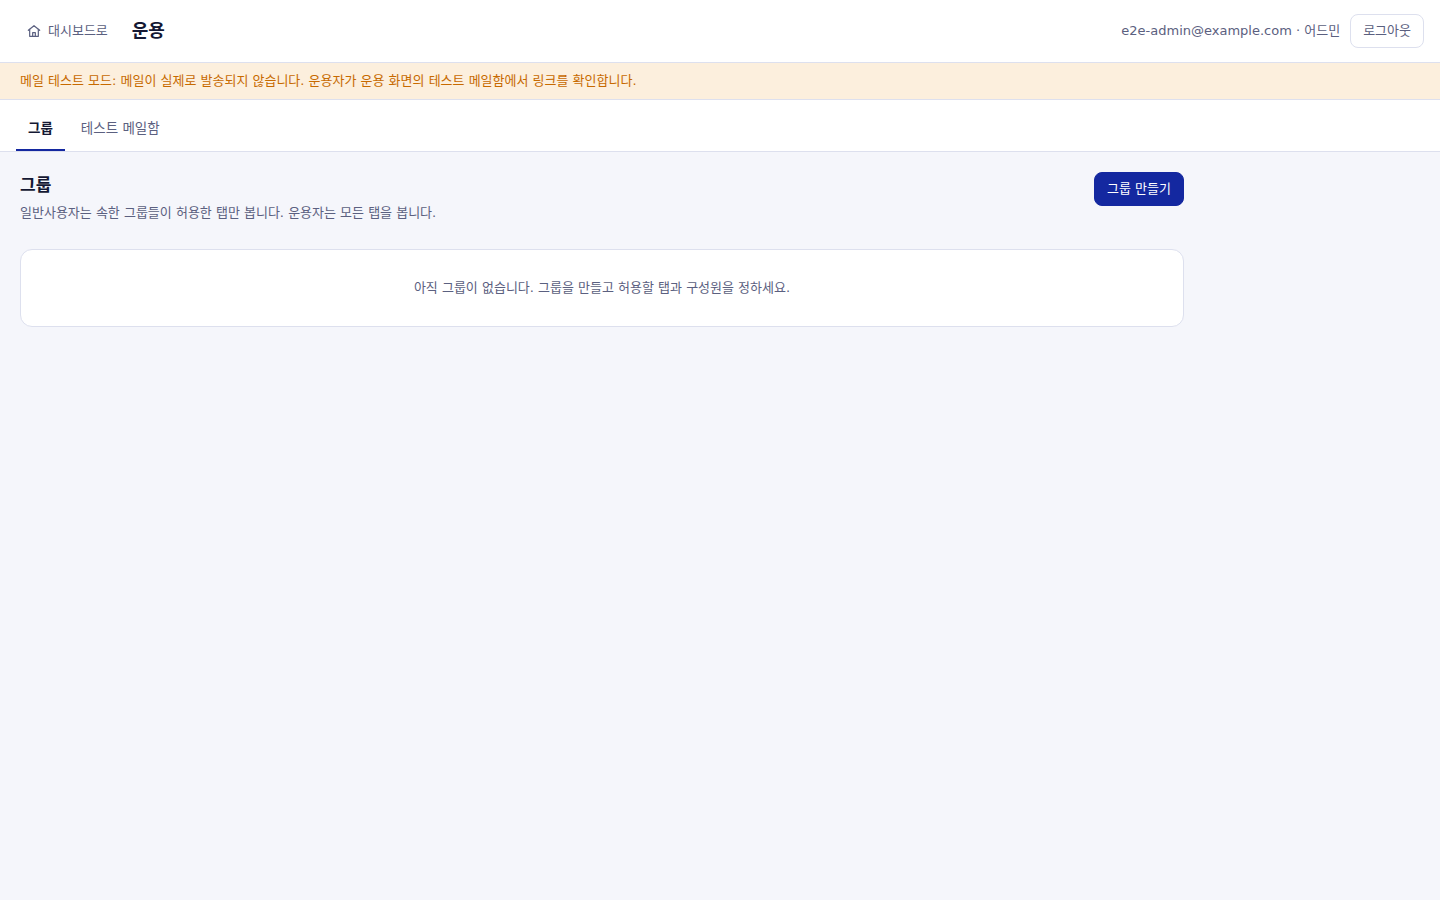 대시보드로
운용
e2e-admin@example.com · 어드민
로그아웃
메일 테스트 모드: 메일이 실제로 발송되지 않습니다. 운용자가 운용 화면의 테스트 메일함에서 링크를 확인합니다.
그룹
테스트 메일함
그룹
그룹 만들기
일반사용자는 속한 그룹들이 허용한 탭만 봅니다. 운용자는 모든 탭을 봅니다.
아직 그룹이 없습니다. 그룹을 만들고 허용할 탭과 구성원을 정하세요.